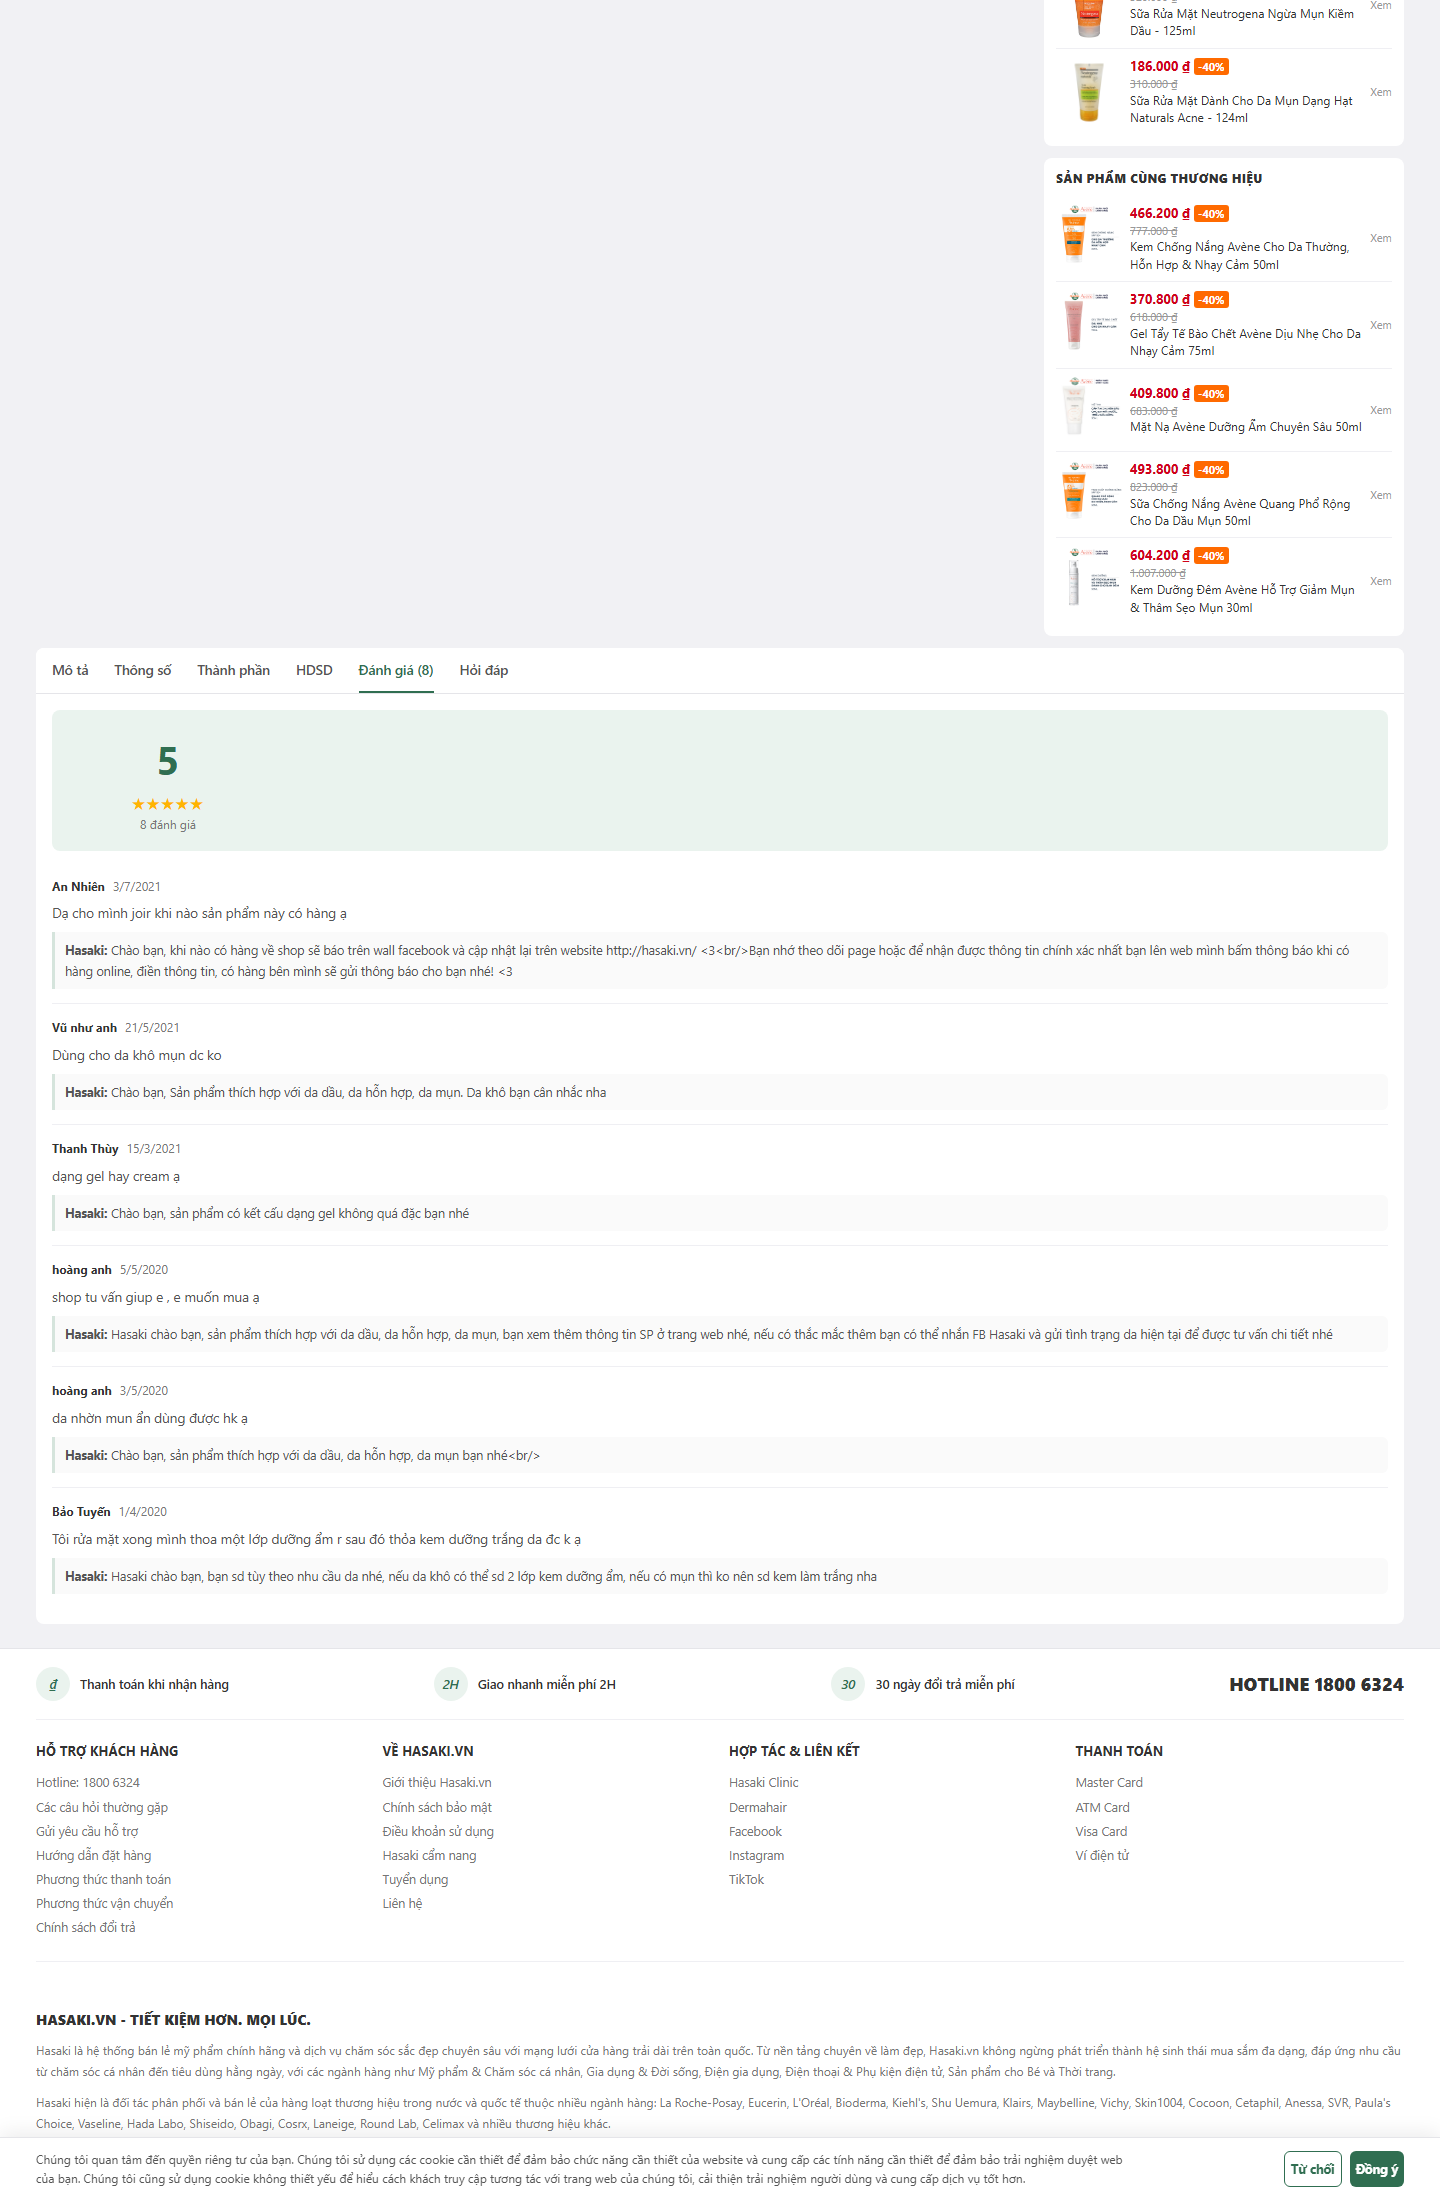 Sữa Rửa Mặt Neutrogena Ngừa Mụn Kiềm
Dầu - 125ml
Xem
186.000 ₫ -40%
310.000 ₫
Sữa Rửa Mặt Dành Cho Da Mụn Dạng Hạt
Naturals Acne - 124ml
Xem
SẢN PHẨM CÙNG THƯƠNG HIỆU
466.200 ₫ -40%
777.000 ₫
Kem Chống Nắng Avène Cho Da Thường,
Hỗn Hợp & Nhạy Cảm 50ml
Xem
370.800 ₫ -40%
618.000 ₫
Gel Tẩy Tế Bào Chết Avène Dịu Nhẹ Cho Da
Nhạy Cảm 75ml
Xem
409.800 ₫ -40%
683.000 ₫
Mặt Nạ Avène Dưỡng Ẩm Chuyên Sâu 50ml
Xem
493.800 ₫ -40%
823.000 ₫
Sữa Chống Nắng Avène Quang Phổ Rộng
Cho Da Dầu Mụn 50ml
Xem
604.200 ₫ -40%
1.007.000 ₫
Kem Dưỡng Đêm Avène Hỗ Trợ Giảm Mụn
& Thâm Sẹo Mụn 30ml
Xem
Mô tả Thông số Thành phần HDSD Đánh giá (8) Hỏi đáp
5
★★★★★
8 đánh giá
An Nhiên 3/7/2021
Dạ cho mình joir khi nào sản phẩm này có hàng ạ
Hasaki: Chào bạn, khi nào có hàng về shop sẽ báo trên wall facebook và cập nhật lại trên website http://hasaki.vn/ <3<br/>Bạn nhớ theo dõi page hoặc để nhận được thông tin chính xác nhất bạn lên web mình bấm thông báo khi có
hàng online, điền thông tin, có hàng bên mình sẽ gửi thông báo cho bạn nhé! <3
Vũ như anh 21/5/2021
Dùng cho da khô mụn dc ko
Hasaki: Chào bạn, Sản phẩm thích hợp với da dầu, da hỗn hợp, da mụn. Da khô bạn cân nhắc nha
Thanh Thùy 15/3/2021
dạng gel hay cream ạ
Hasaki: Chào bạn, sản phẩm có kết cấu dạng gel không quá đặc bạn nhé
hoàng anh 5/5/2020
shop tu vấn giup e , e muốn mua ạ
Hasaki: Hasaki chào bạn, sản phẩm thích hợp với da dầu, da hỗn hợp, da mụn, bạn xem thêm thông tin SP ở trang web nhé, nếu có thắc mắc thêm bạn có thể nhắn FB Hasaki và gửi tình trạng da hiện tại để được tư vấn chi tiết nhé
hoàng anh 3/5/2020
da nhờn mun ẩn dùng được hk ạ
Hasaki: Chào bạn, sản phẩm thích hợp với da dầu, da hỗn hợp, da mụn bạn nhé<br/>
Bảo Tuyến 1/4/2020
Tôi rửa mặt xong mình thoa một lớp dưỡng ẩm r sau đó thỏa kem dưỡng trắng da đc k ạ
Hasaki: Hasaki chào bạn, bạn sd tùy theo nhu cầu da nhé, nếu da khô có thể sd 2 lớp kem dưỡng ẩm, nếu có mụn thì ko nên sd kem làm trắng nha
₫ Thanh toán khi nhận hàng
2H Giao nhanh miễn phí 2H
30 30 ngày đổi trả miễn phí
HOTLINE 1800 6324
HỖ TRỢ KHÁCH HÀNG
Hotline: 1800 6324
Các câu hỏi thường gặp
Gửi yêu cầu hỗ trợ
Hướng dẫn đặt hàng
Phương thức thanh toán
Phương thức vận chuyển
Chính sách đổi trả
VỀ HASAKI.VN
Giới thiệu Hasaki.vn
Chính sách bảo mật
Điều khoản sử dụng
Hasaki cẩm nang
Tuyển dụng
Liên hệ
HỢP TÁC & LIÊN KẾT
Hasaki Clinic
Dermahair
Facebook
Instagram
TikTok
THANH TOÁN
Master Card
ATM Card
Visa Card
Ví điện tử
HASAKI.VN - TIẾT KIỆM HƠN. MỌI LÚC.
Hasaki là hệ thống bán lẻ mỹ phẩm chính hãng và dịch vụ chăm sóc sắc đẹp chuyên sâu với mạng lưới cửa hàng trải dài trên toàn quốc. Từ nền tảng chuyên về làm đẹp, Hasaki.vn không ngừng phát triển thành hệ sinh thái mua sắm đa dạng, đáp ứng nhu cầu
từ chăm sóc cá nhân đến tiêu dùng hằng ngày, với các ngành hàng như Mỹ phẩm & Chăm sóc cá nhân, Gia dụng & Đời sống, Điện gia dụng, Điện thoại & Phụ kiện điện tử, Sản phẩm cho Bé và Thời trang.
Hasaki hiện là đối tác phân phối và bán lẻ của hàng loạt thương hiệu trong nước và quốc tế thuộc nhiều ngành hàng: La Roche-Posay, Eucerin, L'Oréal, Bioderma, Kiehl's, Shu Uemura, Klairs, Maybelline, Vichy, Skin1004, Cocoon, Cetaphil, Anessa, SVR, Paula's
Choice, Vaseline, Hada Labo, Shiseido, Obagi, Cosrx, Laneige, Round Lab, Celimax và nhiều thương hiệu khác.
Chúng tôi quan tâm đến quyền riêng tư của bạn. Chúng tôi sử dụng các cookie cần thiết để đảm bảo chức năng cần thiết của website và cung cấp các tính năng cần thiết để đảm bảo trải nghiệm duyệt web
của bạn. Chúng tôi cũng sử dụng cookie không thiết yếu để hiểu cách khách truy cập tương tác với trang web của chúng tôi, cải thiện trải nghiệm người dùng và cung cấp dịch vụ tốt hơn.
Từ chối Đồng ý